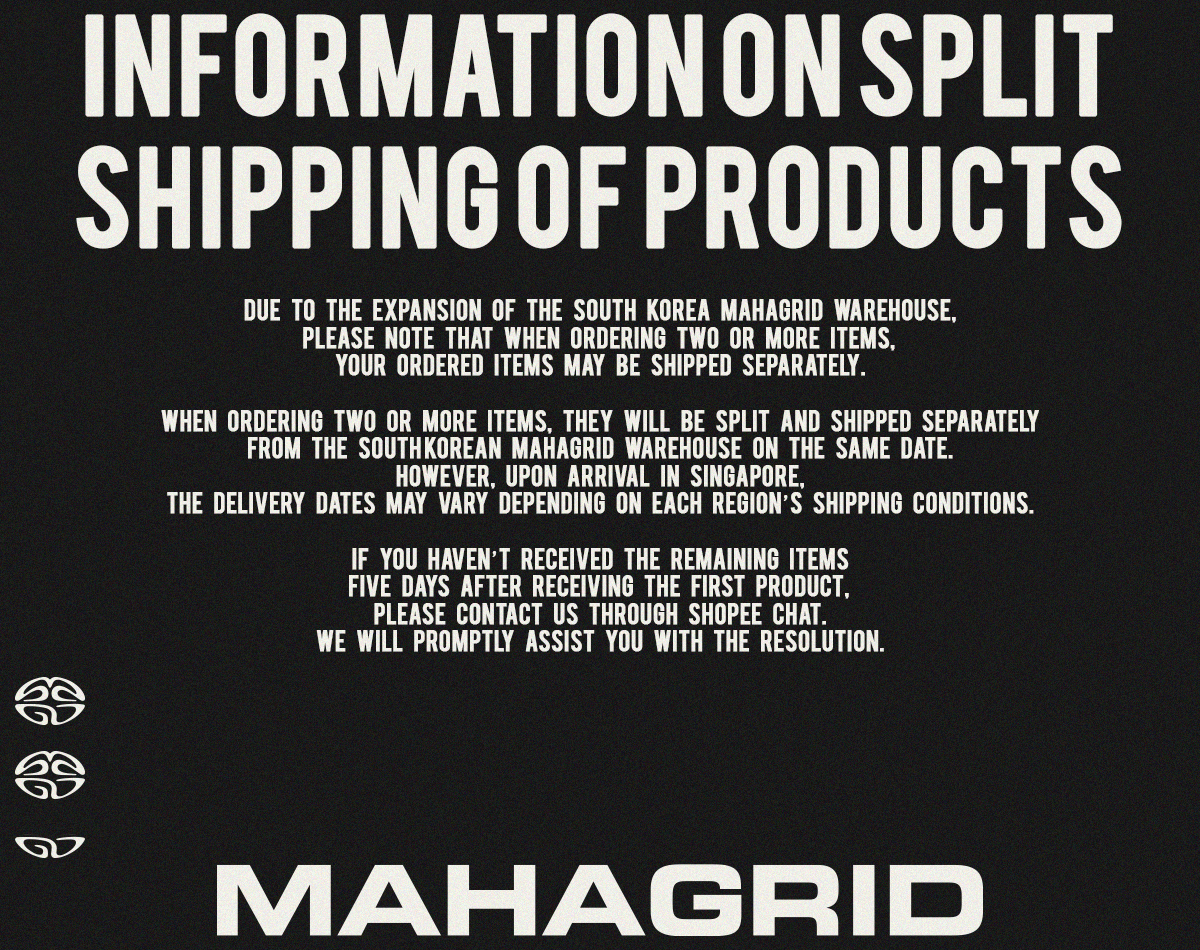 INFORMATION ON SPLIT
SHIPPING OF PRODUCTS
DUE TO THE EXPANSION OF THE SOUTH KOREA MAHAGRID WAREHOUSE,
PLEASE NOTE THAT WHEN ORDERING TWO OR MORE ITEMS,
YOUR ORDERED ITEMS MAY BE SHIPPED SEPARATELY.
WHEN ORDERING TWO OR MORE ITEMS, THEY WILL BE SPLIT AND SHIPPED SEPARATELY
FROM THE SOUTHKOREAN MAHAGRID WAREHOUSE ON THE SAME DATE.
HOWEVER, UPON ARRIVAL IN SINGAPORE,
THE DELIVERY DATES MAY VARY DEPENDING ON EACH REGION'S SHIPPING CONDITIONS.
IF YOU HAVEN'T RECEIVED THE REMAINING ITEMS
FIVE DAYS AFTER RECEIVING THE FIRST PRODUCT,
PLEASE CONTACT US THROUGH SHOPEE CHAT.
WE WILL PROMPTLY ASSIST YOU WITH THE RESOLUTION.
MAHAGRID